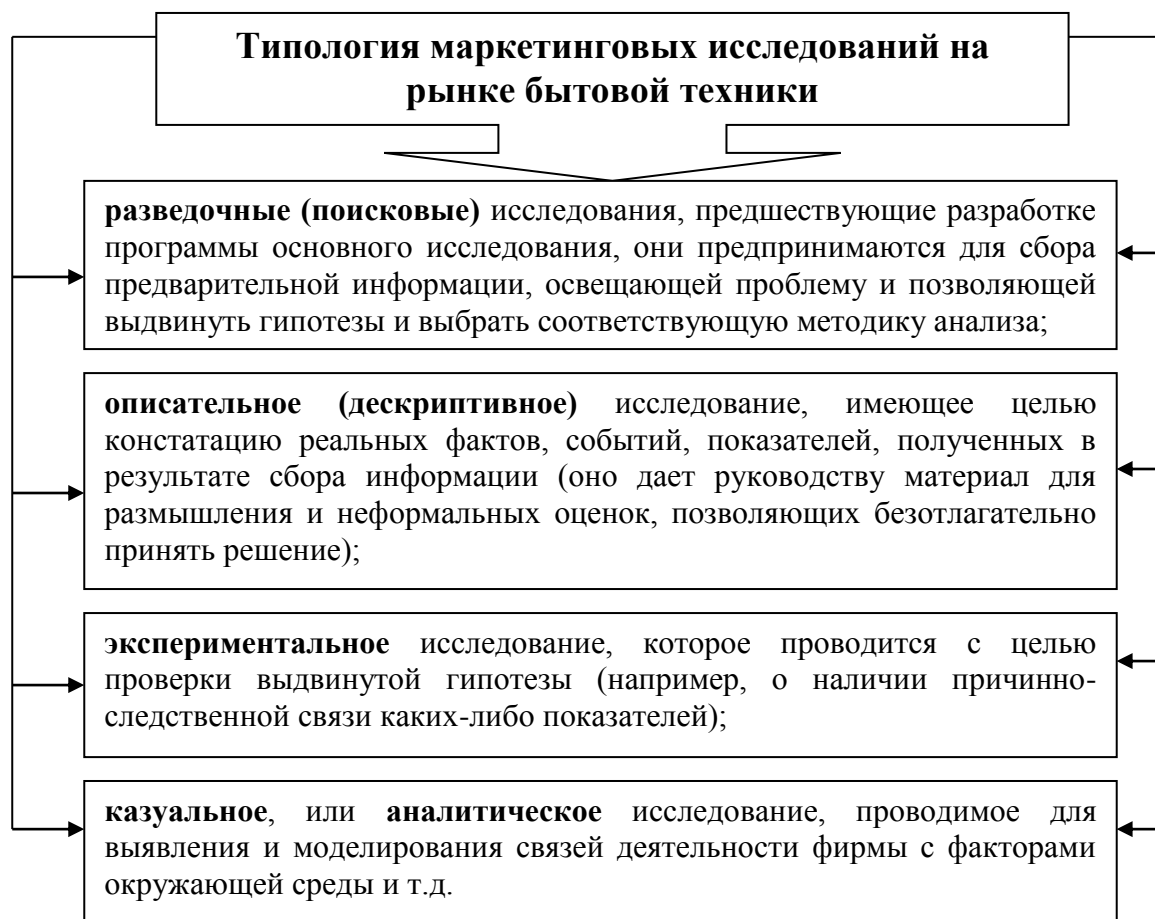 Типология маркетинговых исследований на
рынке бытовой техники
разведочные (поисковые) исследования, предшествующие разработке
программы основного исследования, они предпринимаются для сбора
предварительной информации, освещающей проблему и позволяющей
выдвинуть гипотезы и выбрать соответствующую методику анализа;
описательное (дескриптивное) исследование, имеющее целью
констатацию реальных фактов, событий, показателей, полученных в
результате сбора информации (оно дает руководству материал для
размышления и неформальных оценок, позволяющих безотлагательно
принять решение);
экспериментальное исследование, которое проводится с целью
проверки выдвинутой гипотезы (например, о наличии причинно-
следственной связи каких-либо показателей);
казуальное, или аналитическое исследование, проводимое для
выявления и моделирования связей деятельности фирмы с факторами
окружающей среды и т.д.